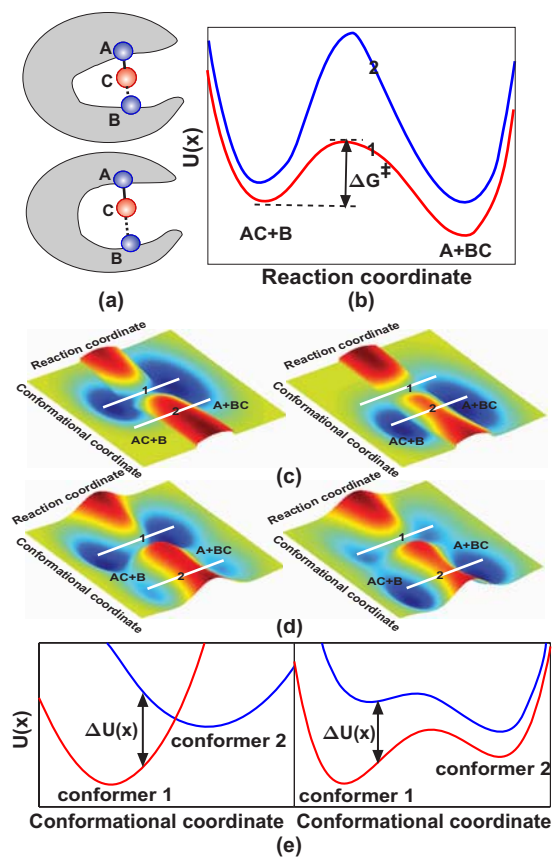 A
C
B
A
C
B
(a)
U(x)
2
1
ΔG‡
AC+B
A+BC
Reaction coordinate
(b)
Reaction coordinate
Conformational coordinate
1
2
A+BC
AC+B
Reaction coordinate
Conformational coordinate
1
2
A+BC
AC+B
(c)
Reaction coordinate
Conformational coordinate
1
2
A+BC
AC+B
Reaction coordinate
Conformational coordinate
1
2
A+BC
AC+B
(d)
U(x)
ΔU(x)
conformer 2
conformer 1
Conformational coordinate
ΔU(x)
conformer 2
conformer 1
Conformational coordinate
(e)